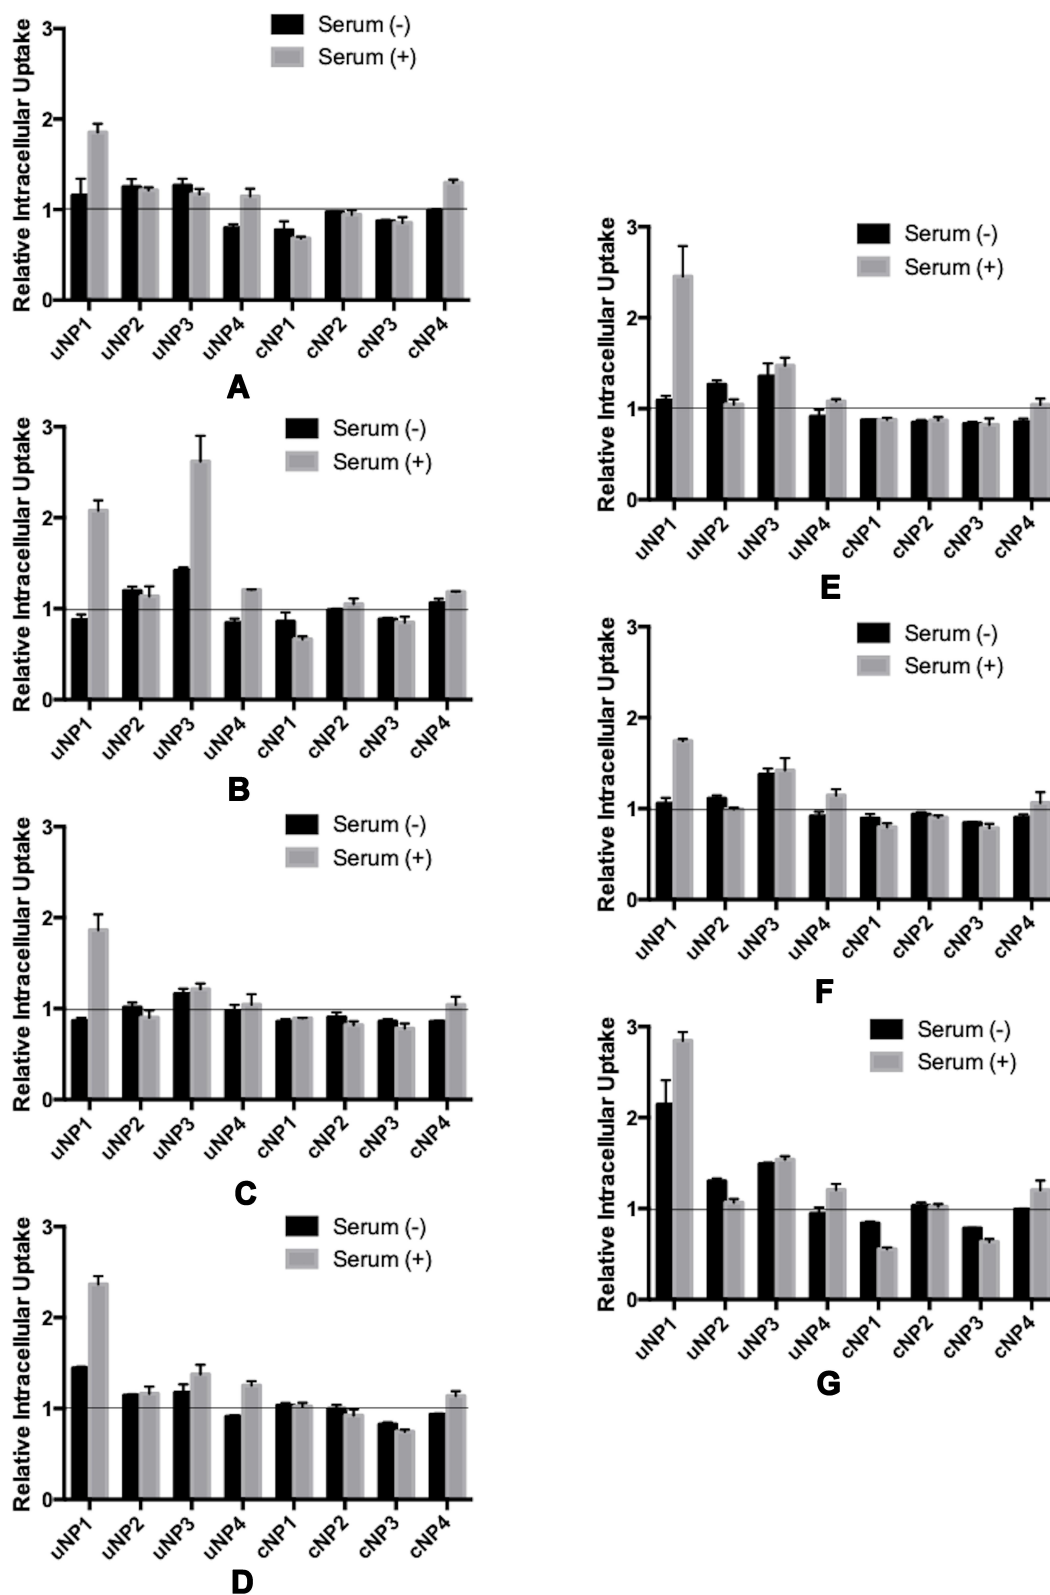 Relative Intracellular Uptake
3
2
1
0
Serum (-)
Serum (+)
uNP1 uNP2 uNP3 uNP4 cNP1 cNP2 cNP3 cNP4
A
Relative Intracellular Uptake
3
2
1
0
Serum (-)
Serum (+)
uNP1 uNP2 uNP3 uNP4 cNP1 cNP2 cNP3 cNP4
B
Relative Intracellular Uptake
3
2
1
0
Serum (-)
Serum (+)
uNP1 uNP2 uNP3 uNP4 cNP1 cNP2 cNP3 cNP4
C
Relative Intracellular Uptake
3
2
1
0
Serum (-)
Serum (+)
uNP1 uNP2 uNP3 uNP4 cNP1 cNP2 cNP3 cNP4
D
Relative Intracellular Uptake
3
2
1
0
Serum (-)
Serum (+)
uNP1 uNP2 uNP3 uNP4 cNP1 cNP2 cNP3 cNP4
E
Relative Intracellular Uptake
3
2
1
0
Serum (-)
Serum (+)
uNP1 uNP2 uNP3 uNP4 cNP1 cNP2 cNP3 cNP4
F
Relative Intracellular Uptake
3
2
1
0
Serum (-)
Serum (+)
uNP1 uNP2 uNP3 uNP4 cNP1 cNP2 cNP3 cNP4
G